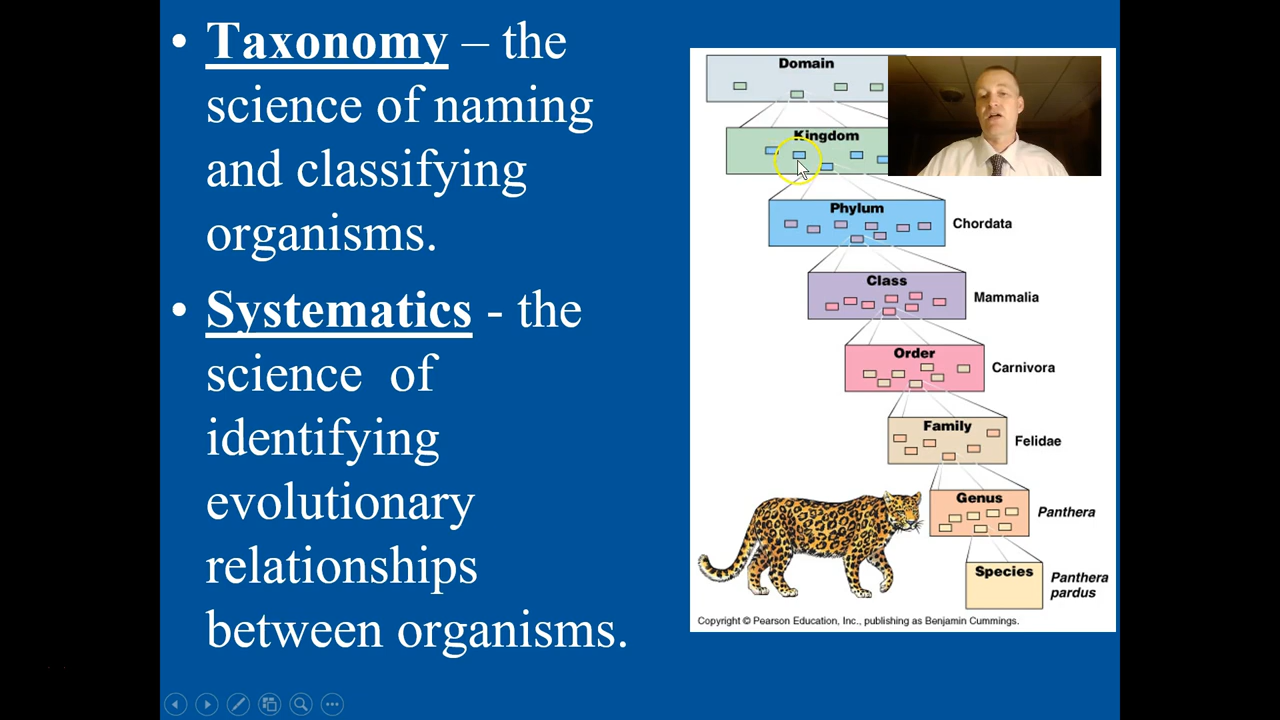 • Taxonomy – the
science of naming
and classifying
organisms.
• Systematics - the
science of
identifying
evolutionary
relationships
between organisms.
Domain
Kingdom
Phylum
Chordata
Class
Mammalia
Order
Carnivora
Family
Felidae
Genus
Panthera
Species
Panthera
pardus
Copyright © Pearson Education, Inc., publishing as Benjamin Cummings.